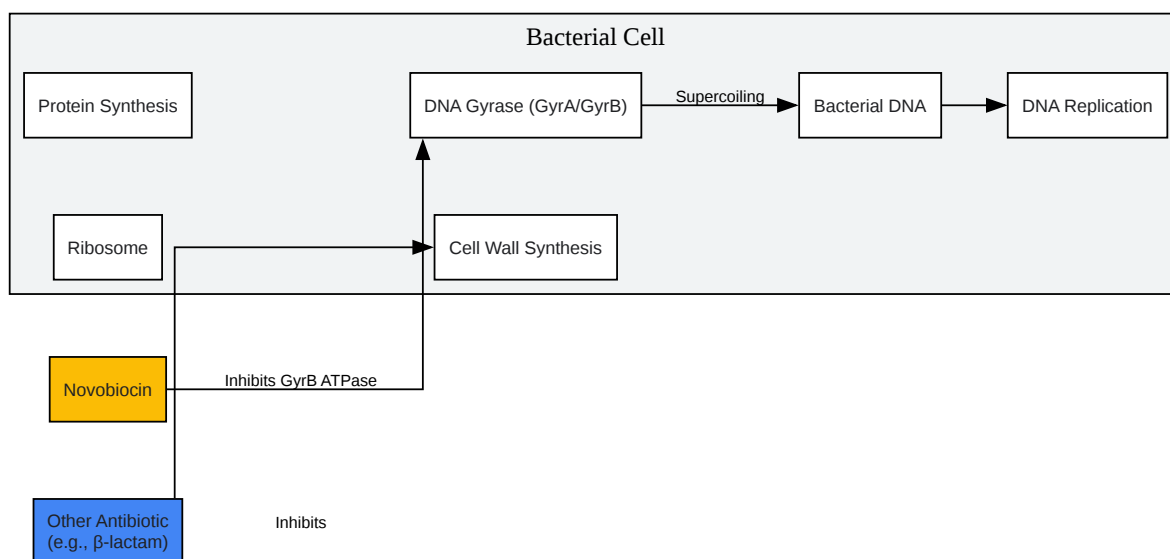 Bacterial Cell
Protein Synthesis
DNA Gyrase (GyrA/GyrB)
Supercoiling
Bacterial DNA
DNA Replication
Ribosome
Cell Wall Synthesis
Novobiocin
Inhibits GyrB ATPase
Other Antibiotic
(e.g., β-lactam)
Inhibits